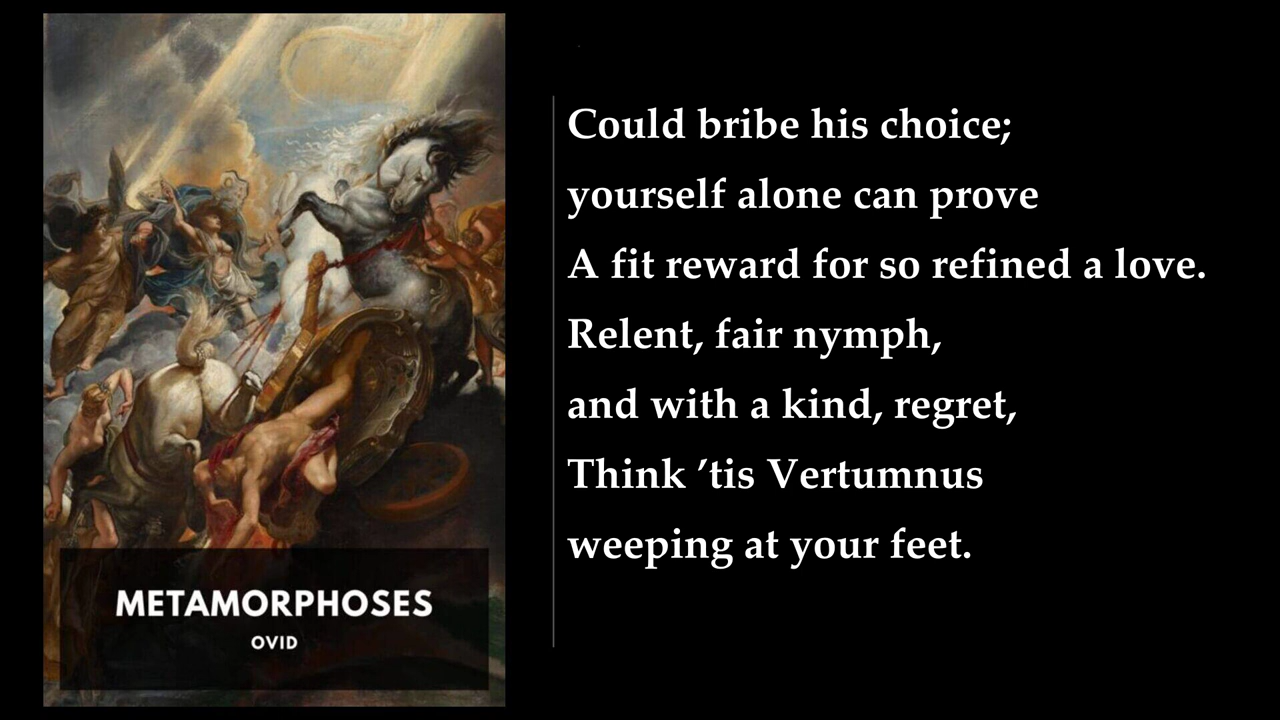 METAMORPHOSES
OVID
Could bribe his choice;
yourself alone can prove
A fit reward for so refined a love.
Relent, fair nymph,
and with a kind, regret,
Think ’tis Vertumnus
weeping at your feet.